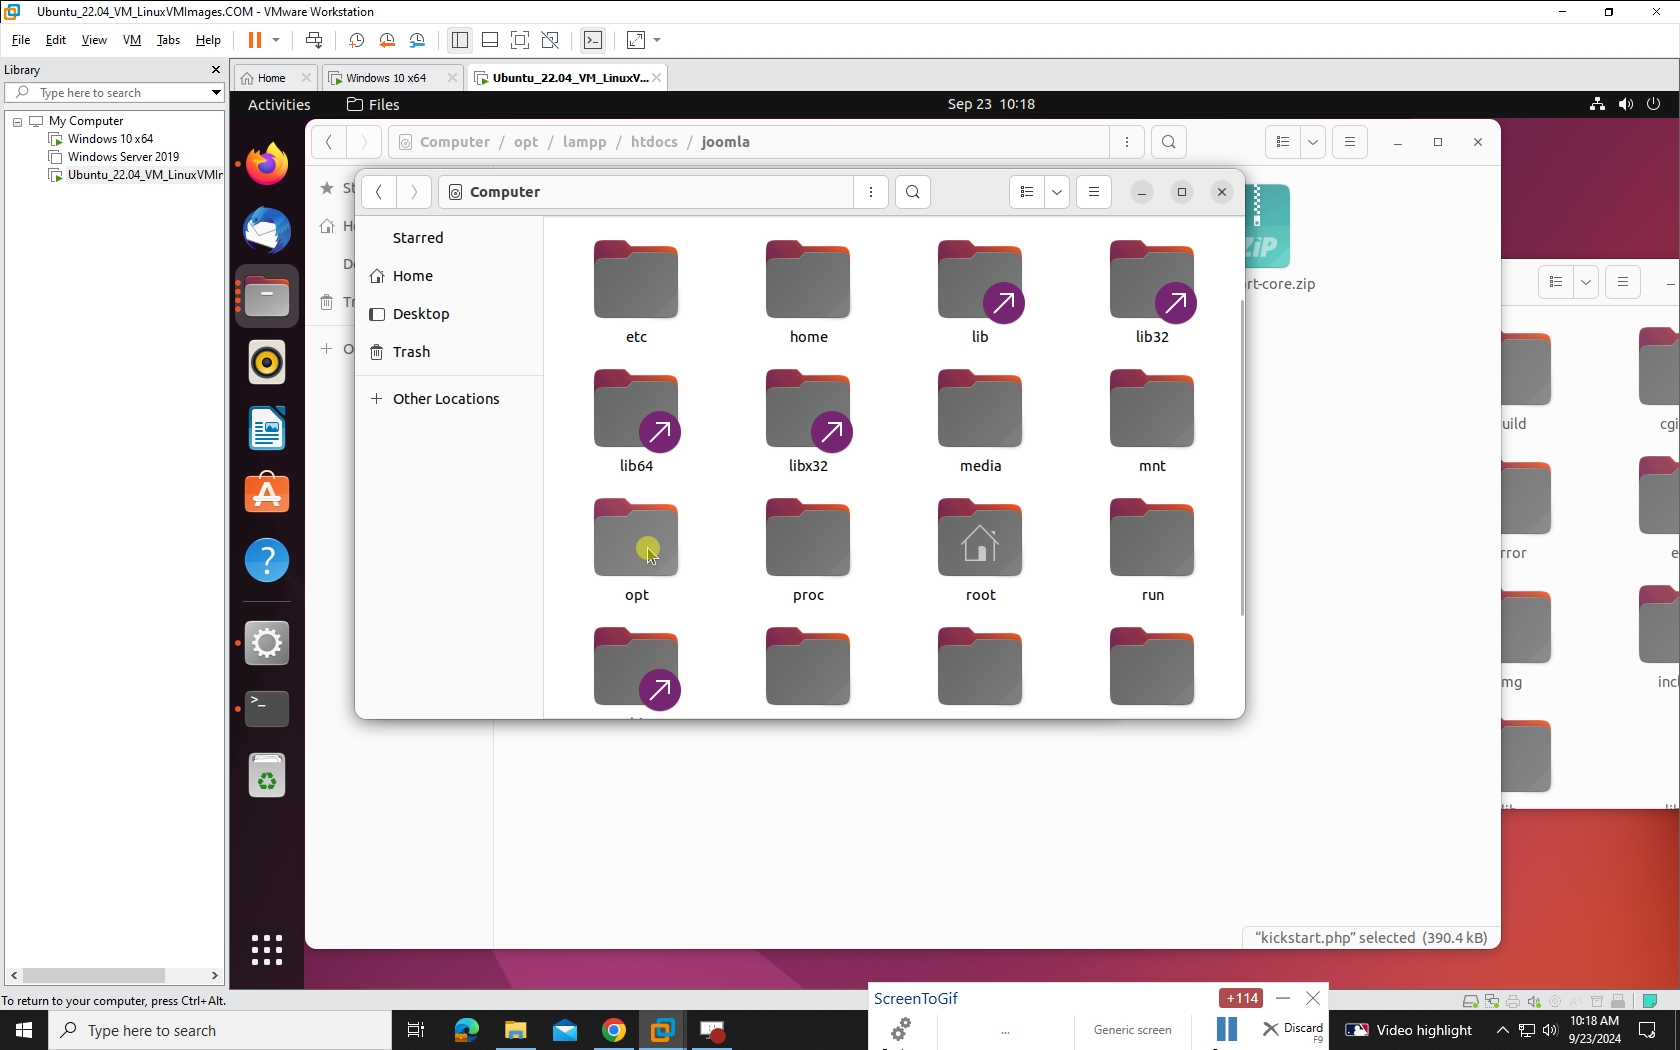 Ubuntu_22.04_VM_LinuxVMImages.COM - VMware Workstation
File Edit View VM Tabs Help
Library
Type here to search
My Computer
Windows 10 x64
Windows Server 2019
Ubuntu_22.04_VM_LinuxVMIr
Home
Windows 10 x64
Ubuntu_22.04_VM_LinuxV...
Activities
Files
Sep 23 10:18
Computer / opt / lampp / htdocs / joomla
Computer
St
H
D
Tr
O
Starred
Home
Desktop
Trash
Other Locations
etc
home
lib
lib32
lib64
libx32
media
mnt
opt
proc
root
run
ZiP
rt-core.zip
uild
cgi
rror
e
mg
incl
"kickstart.php" selected (390.4 kB)
To return to your computer, press Ctrl+Alt.
ScreenToGif
+114
...
Generic screen
Discard
F9
Type here to search
Video highlight
10:18 AM
9/23/2024